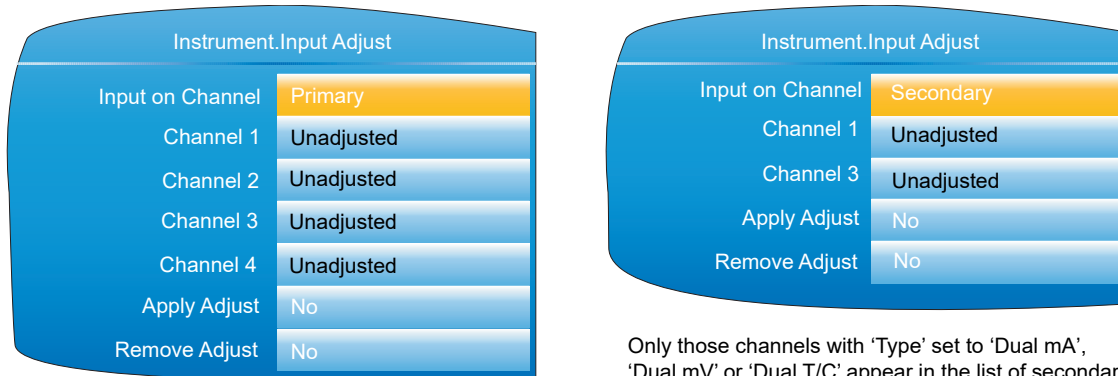 Instrument.Input Adjust
Input on Channel Primary
Channel 1 Unadjusted
Channel 2 Unadjusted
Channel 3 Unadjusted
Channel 4 Unadjusted
Apply Adjust No
Remove Adjust No
Instrument.Input Adjust
Input on Channel Secondary
Channel 1 Unadjusted
Channel 3 Unadjusted
Apply Adjust No
Remove Adjust No
Only those channels with ‘Type’ set to ‘Dual mA’,
‘Dual mV’ or ‘Dual T/C’ appear in the list of